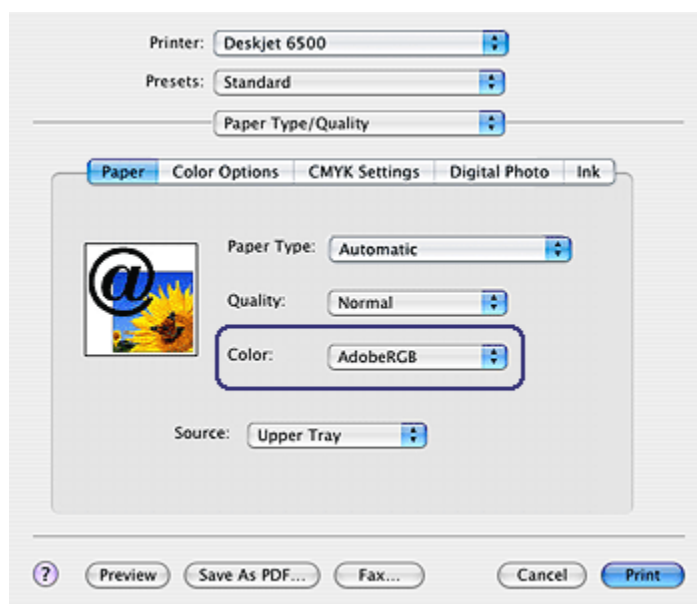 Printer: Deskjet 6500
Presets: Standard
Paper Type/Quality
Paper Color Options CMYK Settings Digital Photo Ink
@
Paper Type: Automatic
Quality: Normal
Color: AdobeRGB
Source: Upper Tray
? Preview Save As PDF... Fax... Cancel Print